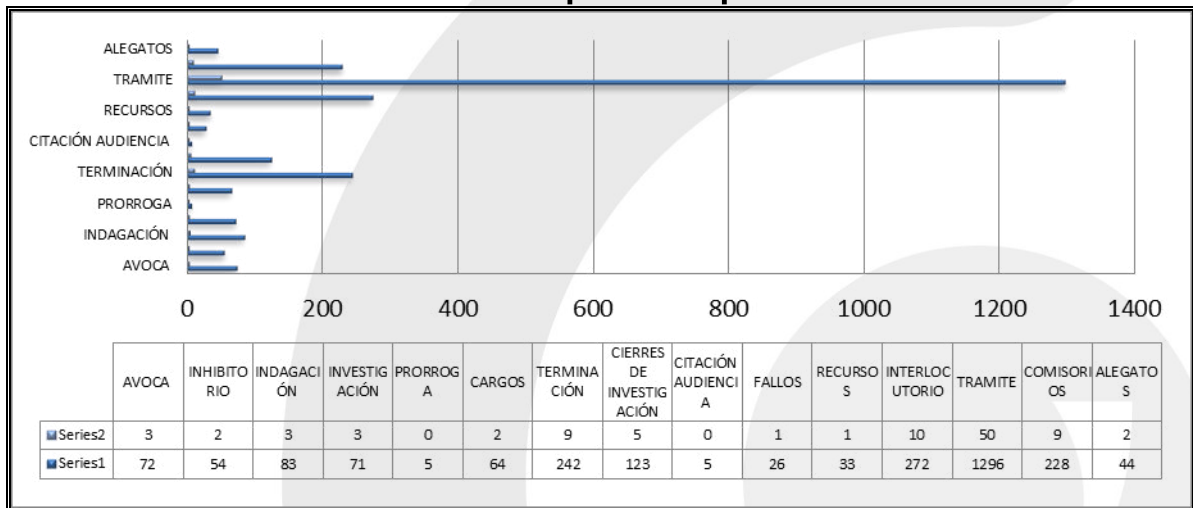 ALEGATOS
TRAMITE
RECURSOS
CITACIÓN AUDIENCIA
TERMINACIÓN
PRORROGA
INDAGACIÓN
AVOCA
0 200 400 600 800 1000 1200 1400
AVOCA INHIBITO RIO INDAGACI ÓN INVESTIG ACIÓN PRORROG A CARGOS TERMINA CIÓN CIERRES DE INVESTIG ACIÓN CITACIÓN AUDIENCI A FALLOS RECURSO S INTERLOC UTORIO TRAMITE COMISORI OS ALEGATO S
Series2 3 2 3 3 0 2 9 5 0 1 1 10 50 9 2
Series1 72 54 83 71 5 64 242 123 5 26 33 272 1296 228 44